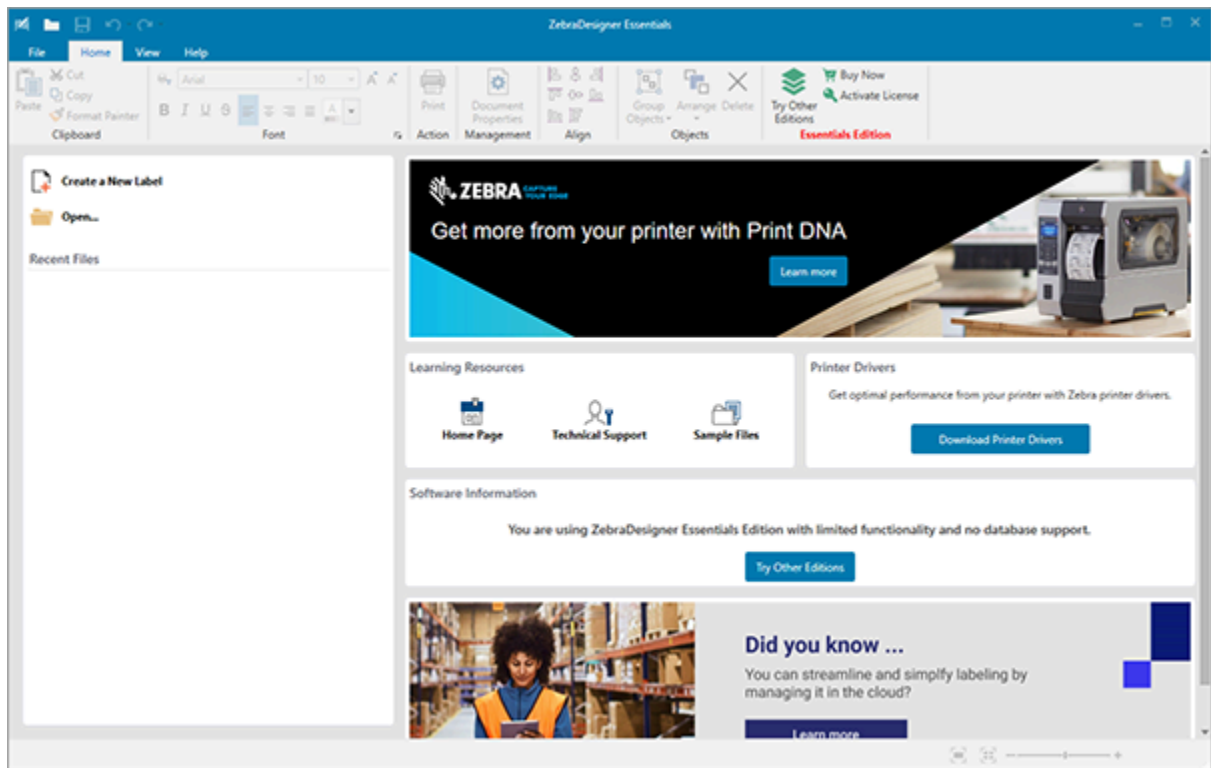 ZebraDesigner Essentials
File Home View Help
Paste
Cut
Copy
Format Painter
Clipboard
Arial 10
B I U S
Font
Print
Action
Document
Properties
Management
Align
Group
Objects
Arrange
Delete
Objects
Try Other
Editions
Buy Now
Activate License
Essentials Edition
Create a New Label
Open...
Recent Files
ZEBRA CAPTURE
YOUR EDGE
Get more from your printer with Print DNA
Learn more
Learning Resources
Home Page
Technical Support
Sample Files
Printer Drivers
Get optimal performance from your printer with Zebra printer drivers.
Download Printer Drivers
Software Information
You are using ZebraDesigner Essentials Edition with limited functionality and no database support.
Try Other Editions
Did you know ...
You can streamline and simplfy labeling by
managing it in the cloud?
Learn more